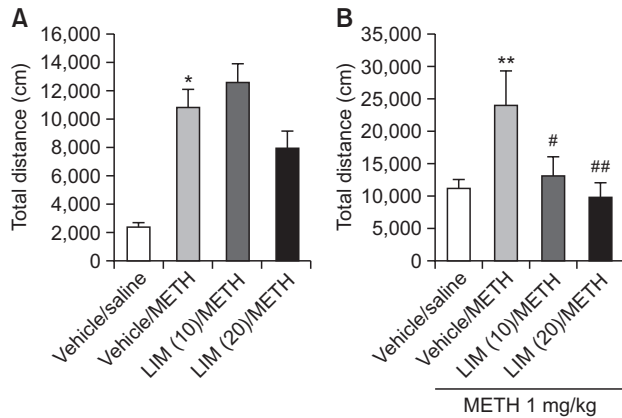 A
Total distance (cm)
16,000
14,000
12,000
10,000
8,000
6,000
4,000
2,000
0
*
Vehicle/saline
Vehicle/METH
LIM (10)/METH
LIM (20)/METH
B
Total distance (cm)
35,000
30,000
25,000
20,000
15,000
10,000
5,000
0
**
#
##
Vehicle/saline
Vehicle/METH
LIM (10)/METH
LIM (20)/METH
METH 1 mg/kg